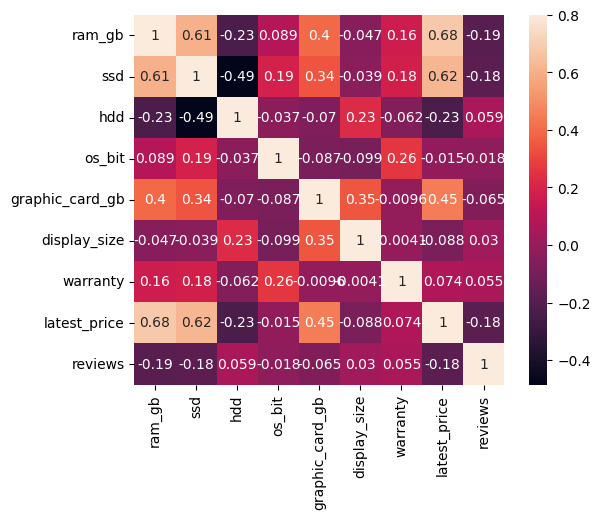 ram_gb 1 0.61 -0.23 0.089 0.4 -0.047 0.16 0.68 -0.19
ssd 0.61 1 -0.49 0.19 0.34 -0.039 0.18 0.62 -0.18
hdd -0.23 -0.49 1 -0.037 -0.07 0.23 -0.062 -0.23 0.059
os_bit 0.089 0.19 -0.037 1 -0.087 -0.099 0.26 -0.015 -0.018
graphic_card_gb 0.4 0.34 -0.07 -0.087 1 0.35 -0.0096 0.45 -0.065
display_size -0.047 -0.039 0.23 -0.099 0.35 1 -0.0041 -0.088 0.03
warranty 0.16 0.18 -0.062 0.26 -0.0096 -0.0041 1 0.074 0.055
latest_price 0.68 0.62 -0.23 -0.015 0.45 -0.088 0.074 1 -0.18
reviews -0.19 -0.18 0.059 -0.018 -0.065 0.03 0.055 -0.18 1
ram_gb
ssd
hdd
os_bit
graphic_card_gb
display_size
warranty
latest_price
reviews
0.8
0.6
0.4
0.2
0.0
−0.2
−0.4